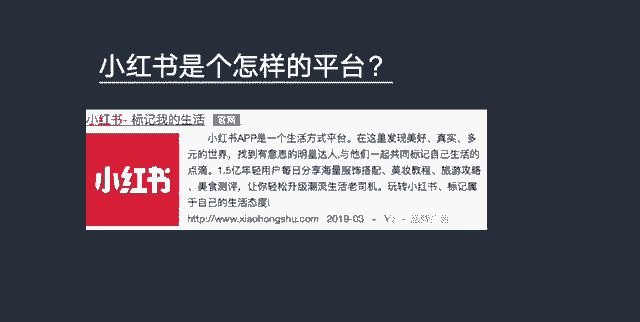 小红书是个怎样的平台？
小红书- 标记我的生活 官网
小红书APP是一个生活方式平台。在这里发现美好、真实、多
元的世界，找到有意思的明星达人,与他们一起共同标记自己生活的
点滴。1.5亿年轻用户每日分享海量服饰搭配、美妆教程、旅游攻略
、美食测评，让你轻松升级潮流生活老司机。玩转小红书、标记属
于自己的生活态度!
小红书
http://www.xiaohongshu.com 2019-03